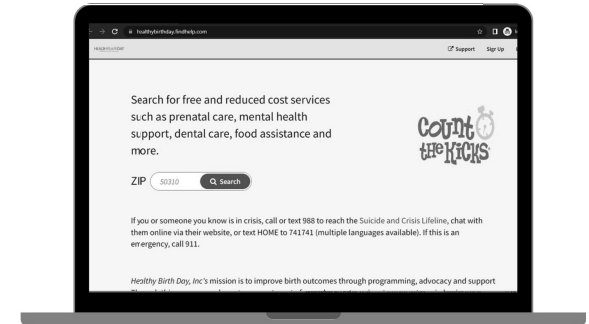 healthybirthday.findhelp.com
Support Sign Up
Search for free and reduced cost services
such as prenatal care, mental health
support, dental care, food assistance and
more.
COUNT
THE KICKS
ZIP 50310 Search
If you or someone you know is in crisis, call or text 988 to reach the Suicide and Crisis Lifeline, chat with
them online via their website, or text HOME to 741741 (multiple languages available). If this is an
emergency, call 911.
Healthy Birth Day, Inc's mission is to improve birth outcomes through programming, advocacy and support